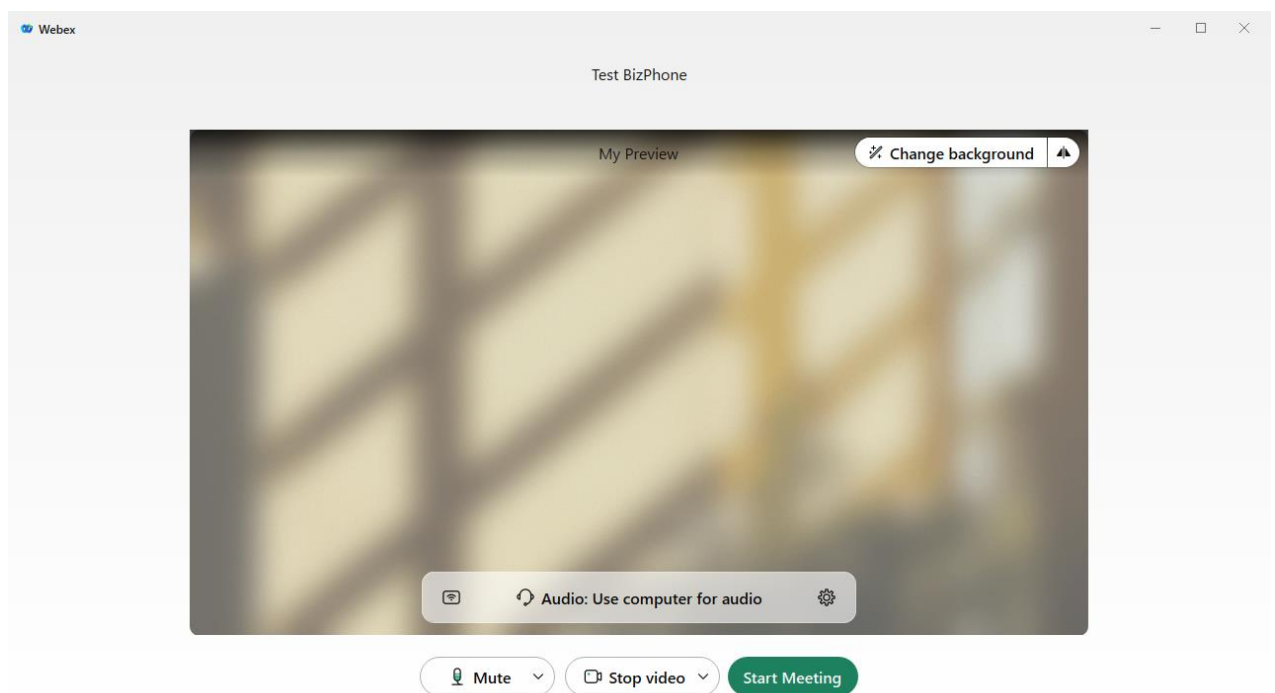 Webex
Test BizPhone
My Preview
Change background
Audio: Use computer for audio
Mute
Stop video
Start Meeting